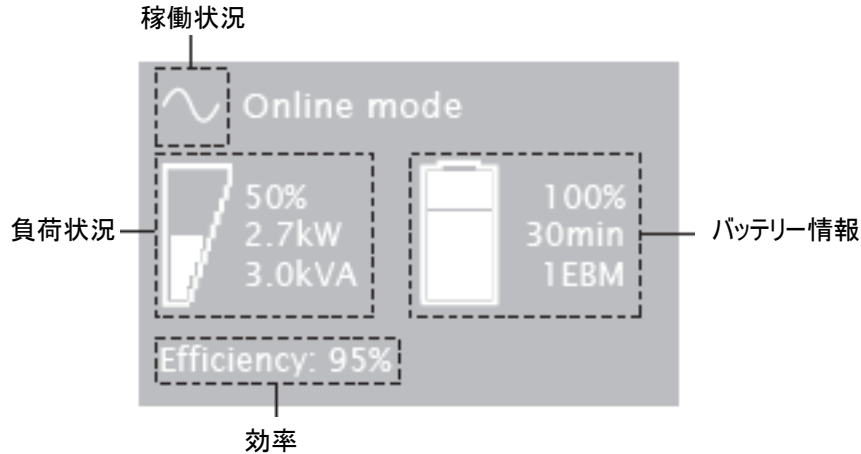 稼働状況
Online mode
負荷状況
50%
2.7kW
3.0kVA
100%
30min
1EBM
バッテリー情報
Efficiency: 95%
効率